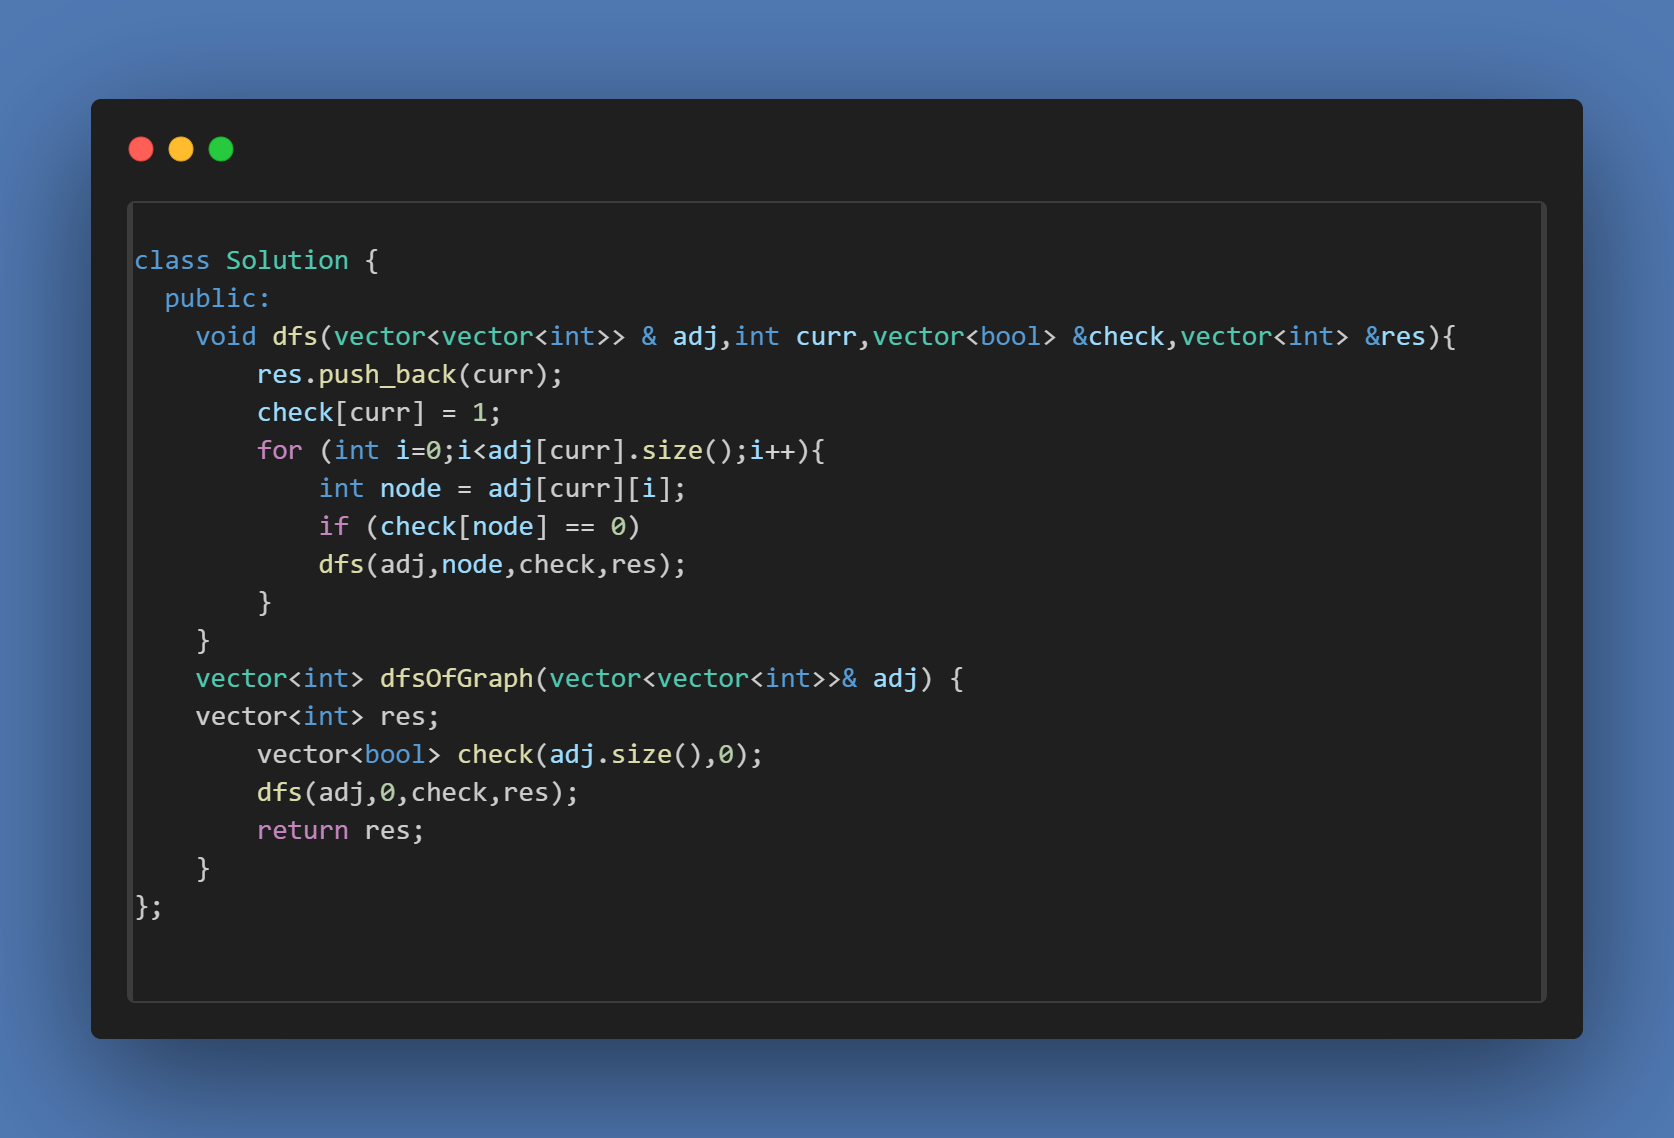 class Solution {
  public:
    void dfs(vector<vector<int>> & adj,int curr,vector<bool> &check,vector<int> &res){
        res.push_back(curr);
        check[curr] = 1;
        for (int i=0;i<adj[curr].size();i++){
            int node = adj[curr][i];
            if (check[node] == 0)
            dfs(adj,node,check,res);
        }
    }
    vector<int> dfsOfGraph(vector<vector<int>>& adj) {
    vector<int> res;
        vector<bool> check(adj.size(),0);
        dfs(adj,0,check,res);
        return res;
    }
};